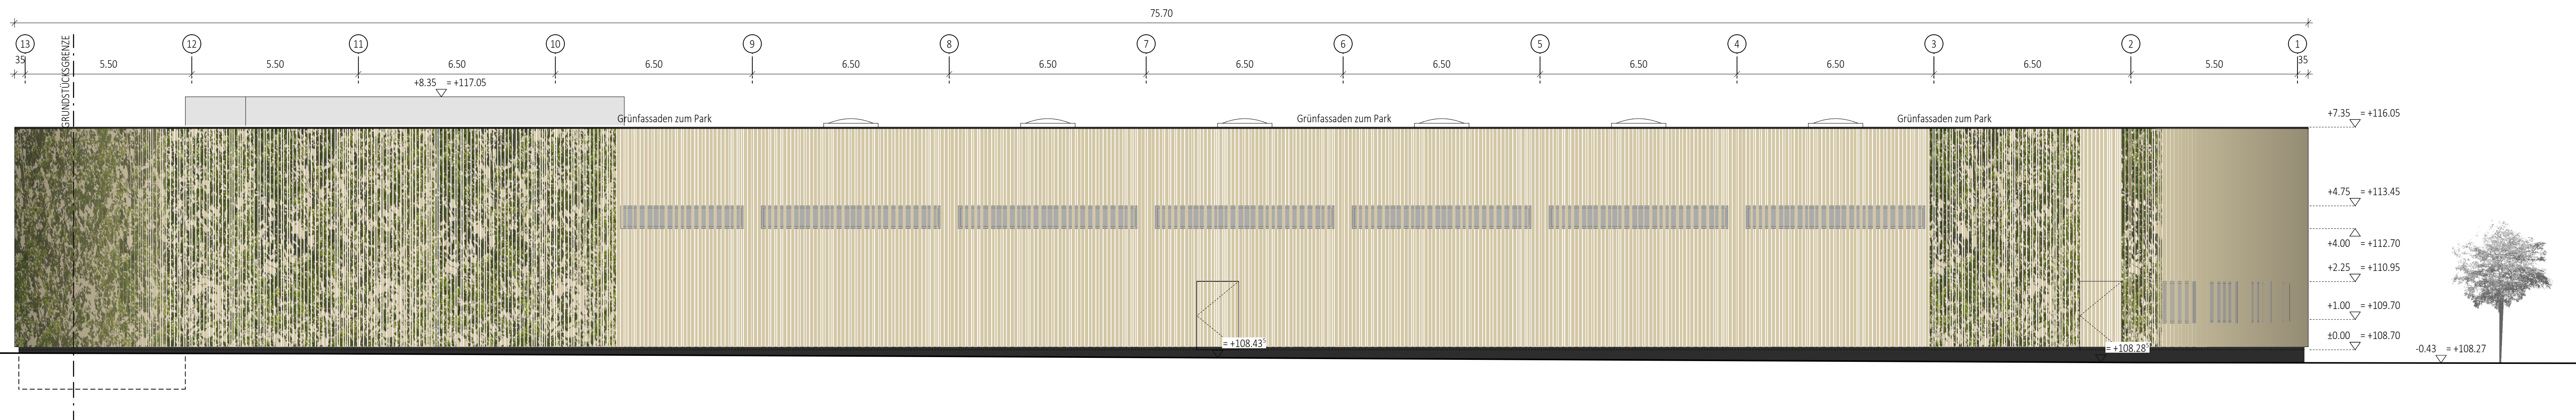 75.70
13 12 11 10 9 8 7 6 5 4 3 2 1
GRUNDSTÜCKSGRENZE
35 5.50 5.50 6.50 6.50 6.50 6.50 6.50 6.50 6.50 6.50 6.50 5.50 35
+8.35 = +117.05
Grünfassaden zum Park
Grünfassaden zum Park
Grünfassaden zum Park
+7.35 = +116.05
+4.75 = +113.45
+4.00 = +112.70
+2.25 = +110.95
+1.00 = +109.70
±0.00 = +108.70
= +108.43⁵
= +108.28⁵
-0.43 = +108.27